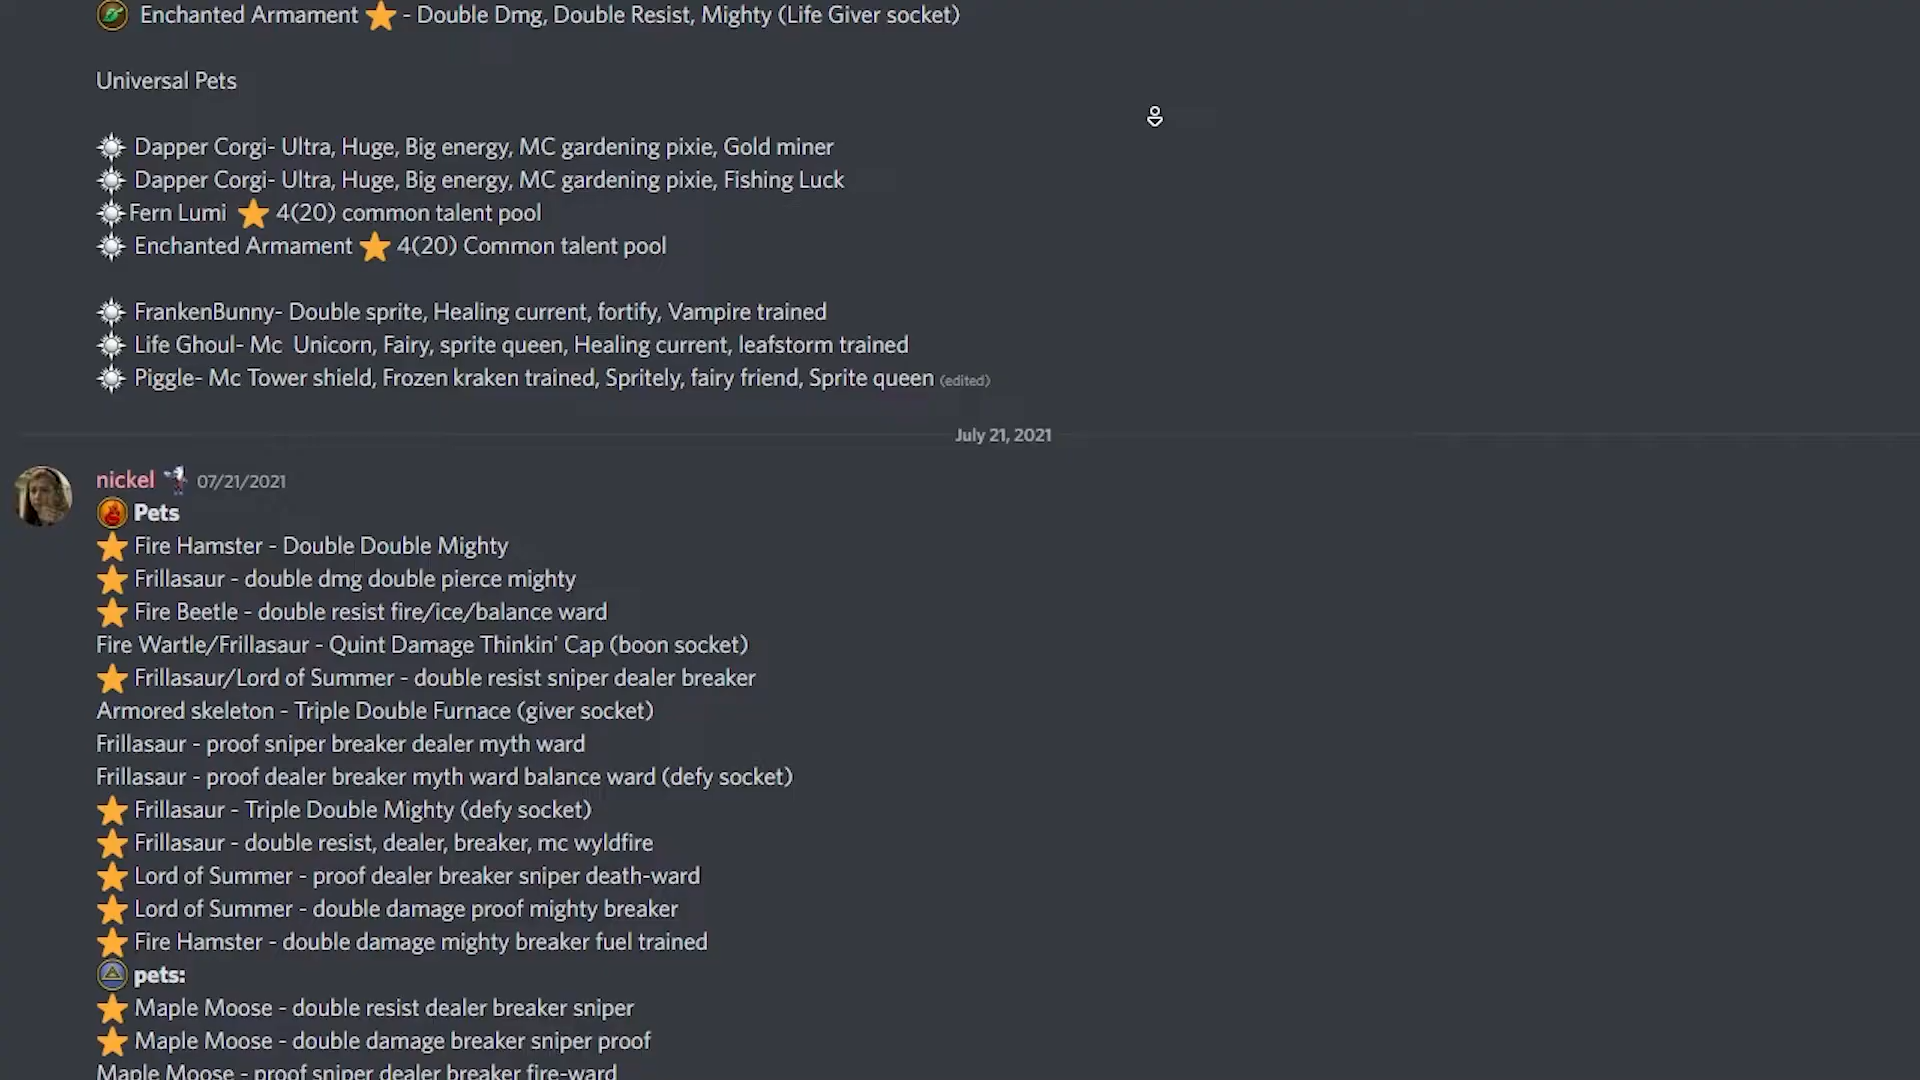 Enchanted Armament - Double Dmg, Double Resist, Mighty (Life Giver socket)
Universal Pets
Dapper Corgi- Ultra, Huge, Big energy, MC gardening pixie, Gold miner
Dapper Corgi- Ultra, Huge, Big energy, MC gardening pixie, Fishing Luck
Fern Lumi 4(20) common talent pool
Enchanted Armament 4(20) Common talent pool
FrankenBunny- Double sprite, Healing current, fortify, Vampire trained
Life Ghoul- Mc Unicorn, Fairy, sprite queen, Healing current, leafstorm trained
Piggle- Mc Tower shield, Frozen kraken trained, Spritely, fairy friend, Sprite queen (edited)
July 21, 2021
nickel 07/21/2021
Pets
Fire Hamster - Double Double Mighty
Frillasaur - double dmg double pierce mighty
Fire Beetle - double resist fire/ice/balance ward
Fire Wartle/Frillasaur - Quint Damage Thinkin' Cap (boon socket)
Frillasaur/Lord of Summer - double resist sniper dealer breaker
Armored skeleton - Triple Double Furnace (giver socket)
Frillasaur - proof sniper breaker dealer myth ward
Frillasaur - proof dealer breaker myth ward balance ward (defy socket)
Frillasaur - Triple Double Mighty (defy socket)
Frillasaur - double resist, dealer, breaker, mc wyldfire
Lord of Summer - proof dealer breaker sniper death-ward
Lord of Summer - double damage proof mighty breaker
Fire Hamster - double damage mighty breaker fuel trained
pets:
Maple Moose - double resist dealer breaker sniper
Maple Moose - double damage breaker sniper proof
Maple Moose - proof sniper dealer breaker fire-ward